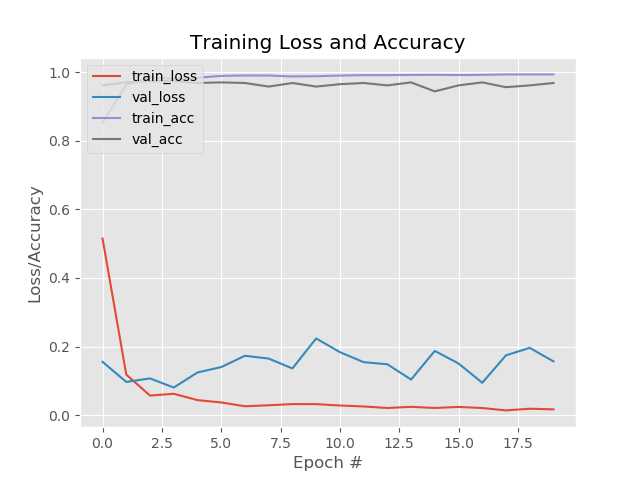 Training Loss and Accuracy
train_loss
val_loss
train_acc
val_acc
1.0
0.8
0.6
0.4
0.2
0.0
Loss/Accuracy
0.0 2.5 5.0 7.5 10.0 12.5 15.0 17.5
Epoch #